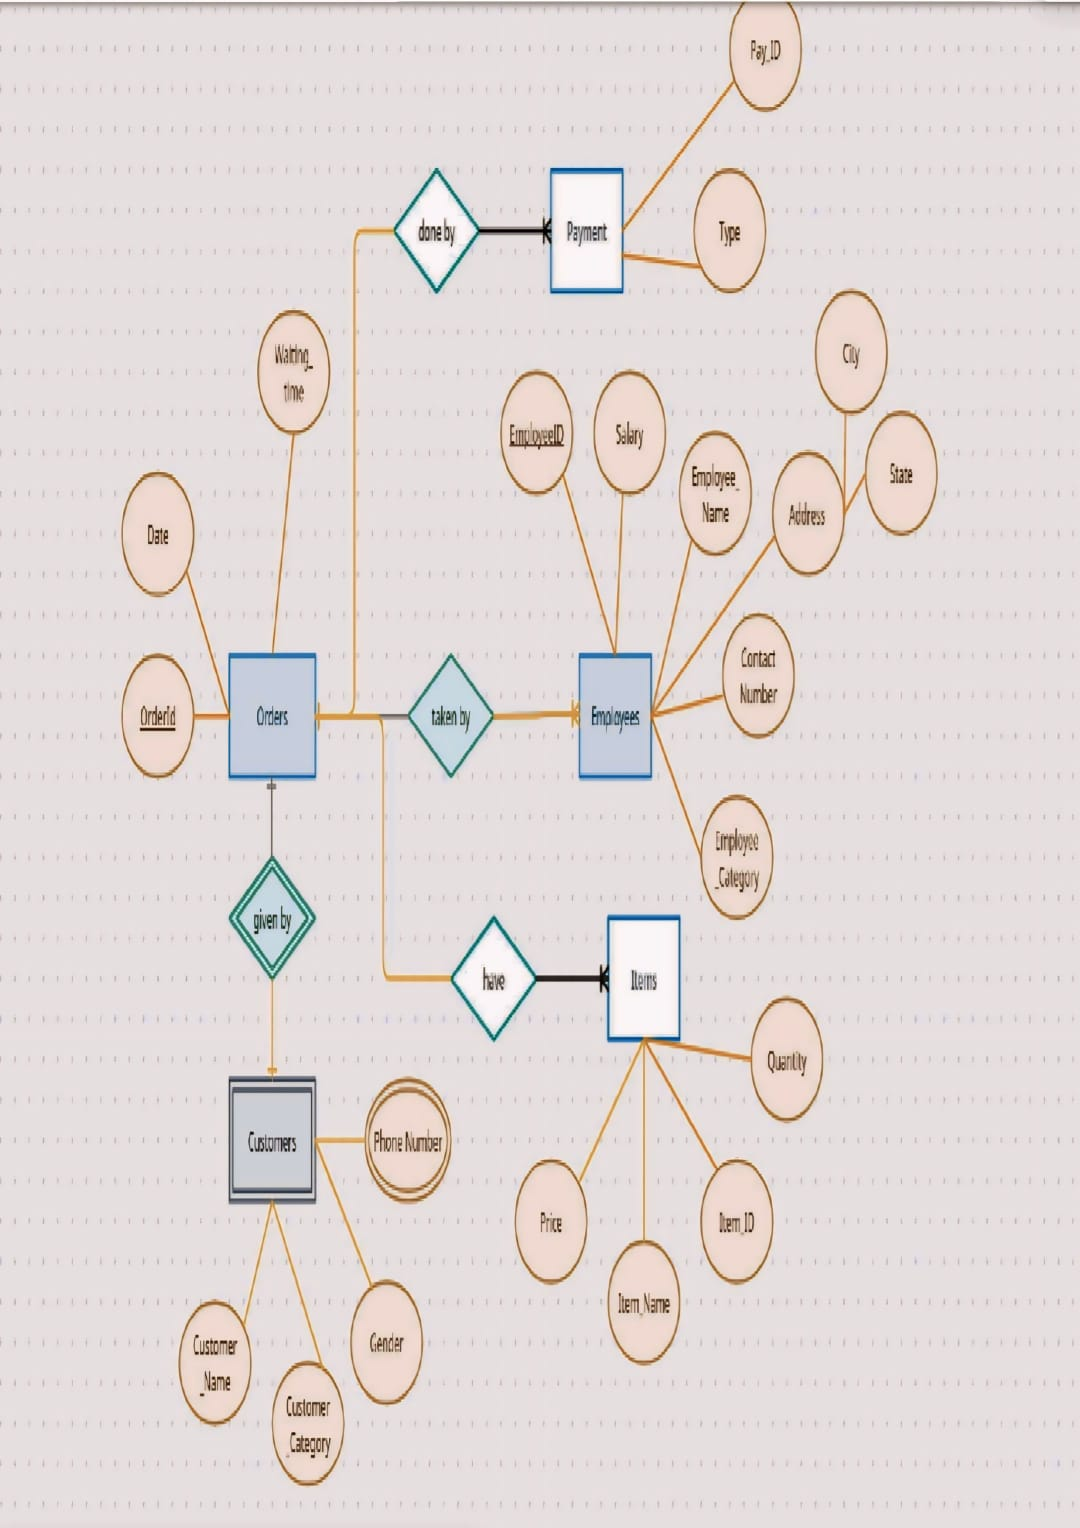 Pay_ID
done by
Payment
Type
Waiting_
time
City
EmployeeID
Salary
Employee_
Name
Address
State
Date
Contact
Number
OrderId
Orders
taken by
Employees
Employee
_Category
given by
have
Items
Quantity
Customers
Phone Number
Price
Item_ID
Item_Name
Customer
_Name
Gender
Customer
_Category